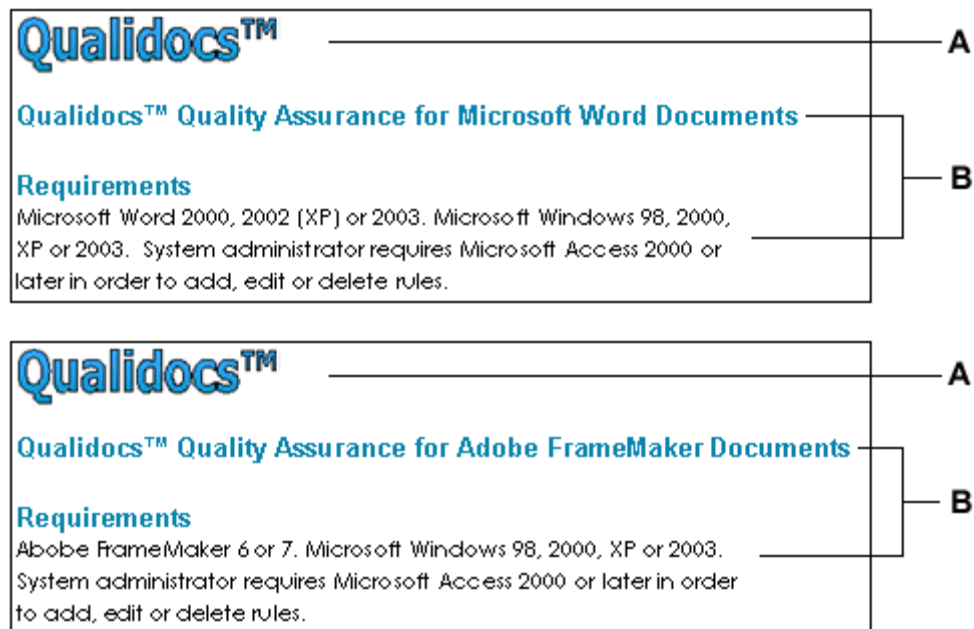 Qualidocs™
A
Qualidocs™ Quality Assurance for Microsoft Word Documents
B
Requirements
Microsoft Word 2000, 2002 (XP) or 2003. Microsoft Windows 98, 2000,
XP or 2003. System administrator requires Microsoft Access 2000 or
later in order to add, edit or delete rules.
Qualidocs™
A
Qualidocs™ Quality Assurance for Adobe FrameMaker Documents
B
Requirements
Abobe FrameMaker 6 or 7. Microsoft Windows 98, 2000, XP or 2003.
System administrator requires Microsoft Access 2000 or later in order
to add, edit or delete rules.